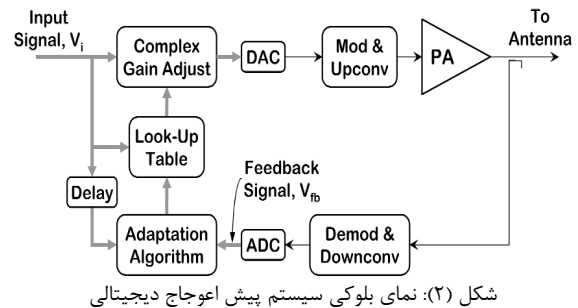 Input
Signal, Vi
Complex
Gain Adjust
DAC
Mod &
Upconv
PA
To
Antenna
Look-Up
Table
Delay
Feedback
Signal, Vfb
Adaptation
Algorithm
ADC
Demod &
Downconv
شکل (۲): نمای بلوکی سیستم پیش اعوجاج دیجیتالی